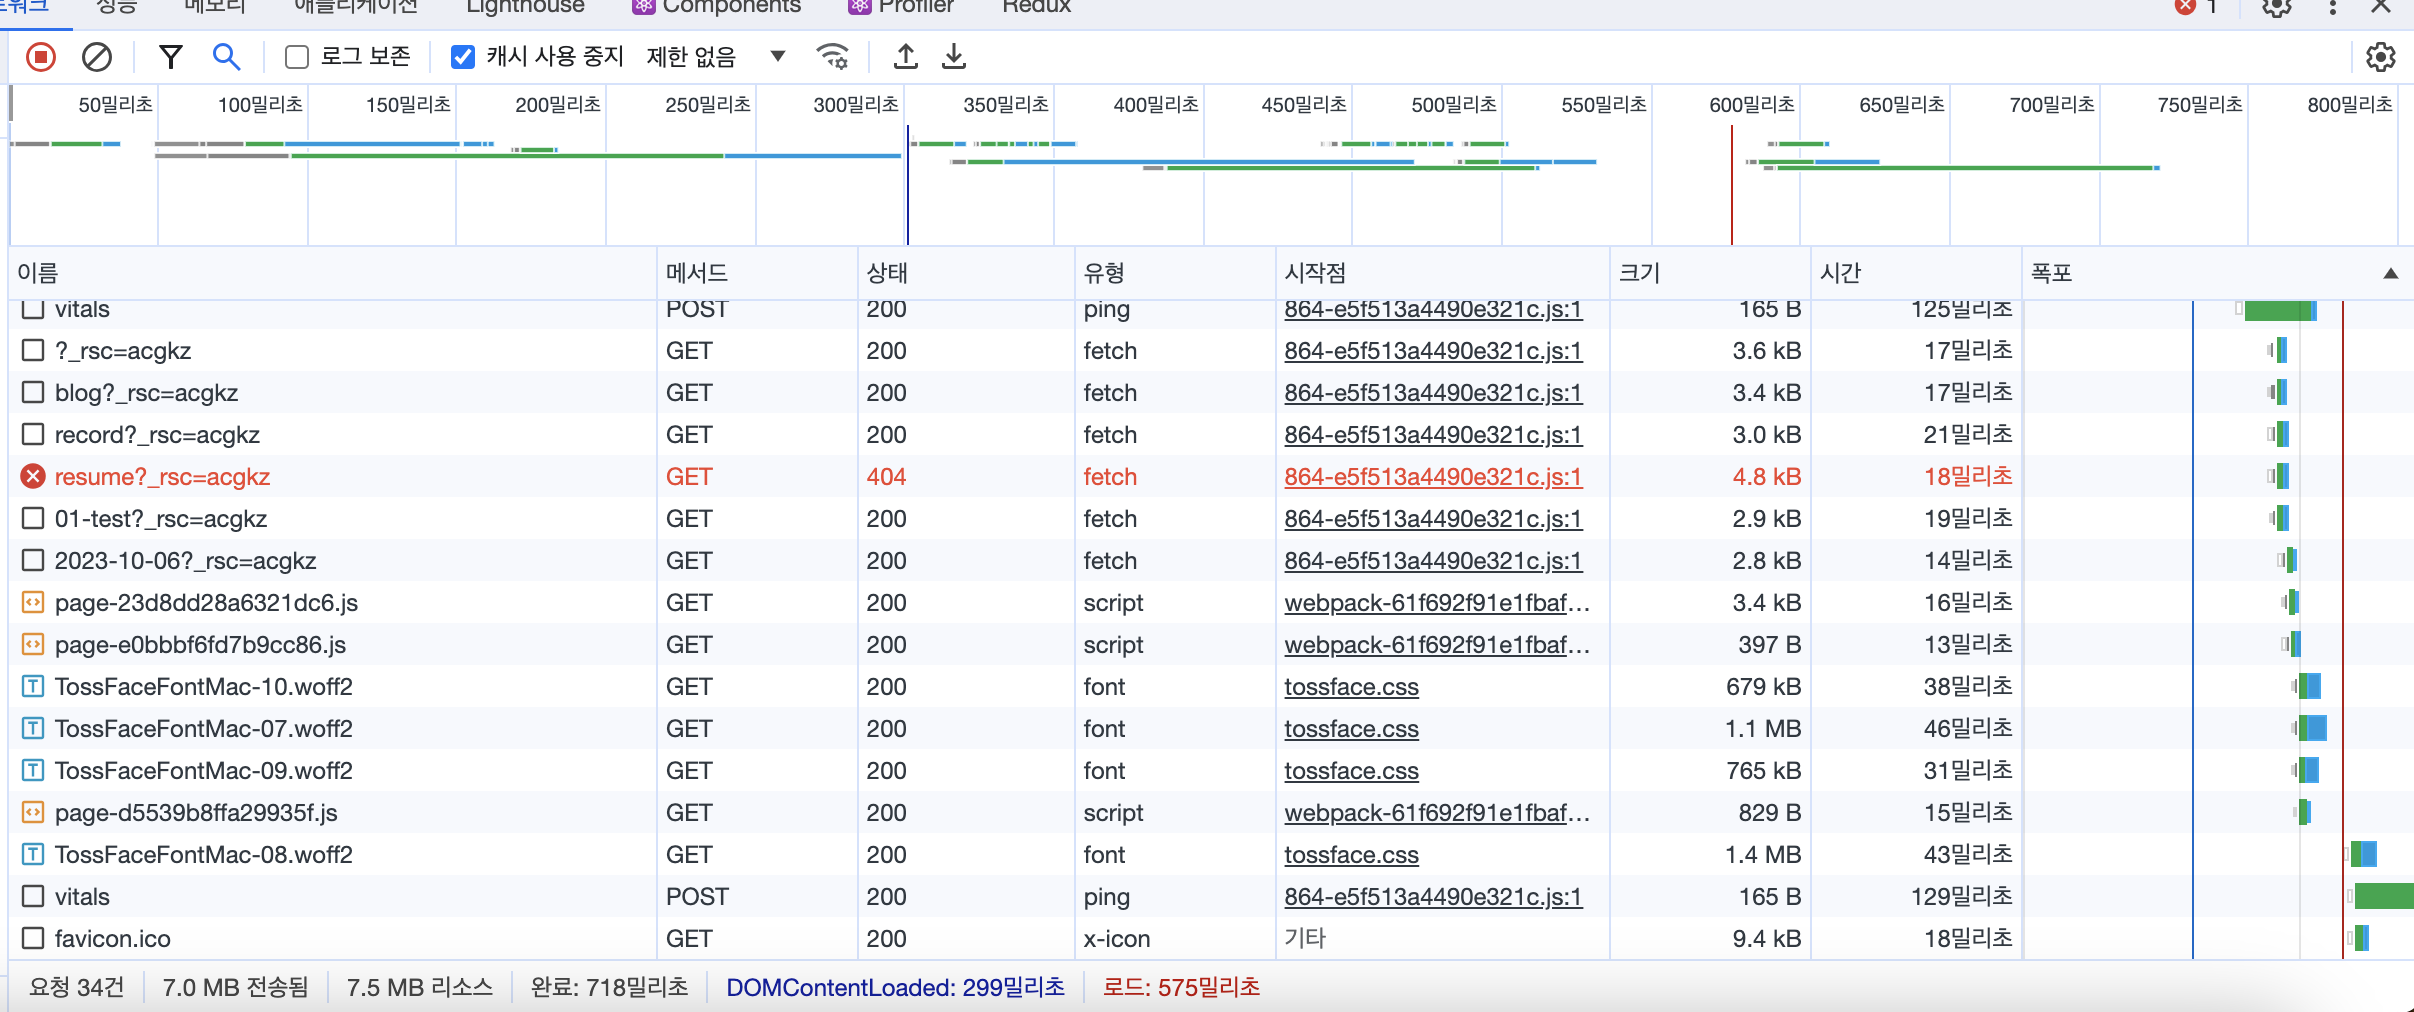 성능 메모리 애플리케이션 Lighthouse Components Profiler Redux 1
로그 보존 캐시 사용 중지 제한 없음
50밀리초 100밀리초 150밀리초 200밀리초 250밀리초 300밀리초 350밀리초 400밀리초 450밀리초 500밀리초 550밀리초 600밀리초 650밀리초 700밀리초 750밀리초 800밀리초
이름 메서드 상태 유형 시작점 크기 시간 폭포
vitals POST 200 ping 864-e5f513a4490e321c.js:1 165 B 125밀리초
?_rsc=acgkz GET 200 fetch 864-e5f513a4490e321c.js:1 3.6 kB 17밀리초
blog?_rsc=acgkz GET 200 fetch 864-e5f513a4490e321c.js:1 3.4 kB 17밀리초
record?_rsc=acgkz GET 200 fetch 864-e5f513a4490e321c.js:1 3.0 kB 21밀리초
resume?_rsc=acgkz GET 404 fetch 864-e5f513a4490e321c.js:1 4.8 kB 18밀리초
01-test?_rsc=acgkz GET 200 fetch 864-e5f513a4490e321c.js:1 2.9 kB 19밀리초
2023-10-06?_rsc=acgkz GET 200 fetch 864-e5f513a4490e321c.js:1 2.8 kB 14밀리초
page-23d8dd28a6321dc6.js GET 200 script webpack-61f692f91e1fbaf… 3.4 kB 16밀리초
page-e0bbbf6fd7b9cc86.js GET 200 script webpack-61f692f91e1fbaf… 397 B 13밀리초
TossFaceFontMac-10.woff2 GET 200 font tossface.css 679 kB 38밀리초
TossFaceFontMac-07.woff2 GET 200 font tossface.css 1.1 MB 46밀리초
TossFaceFontMac-09.woff2 GET 200 font tossface.css 765 kB 31밀리초
page-d5539b8ffa29935f.js GET 200 script webpack-61f692f91e1fbaf… 829 B 15밀리초
TossFaceFontMac-08.woff2 GET 200 font tossface.css 1.4 MB 43밀리초
vitals POST 200 ping 864-e5f513a4490e321c.js:1 165 B 129밀리초
favicon.ico GET 200 x-icon 기타 9.4 kB 18밀리초
요청 34건 7.0 MB 전송됨 7.5 MB 리소스 완료: 718밀리초 DOMContentLoaded: 299밀리초 로드: 575밀리초